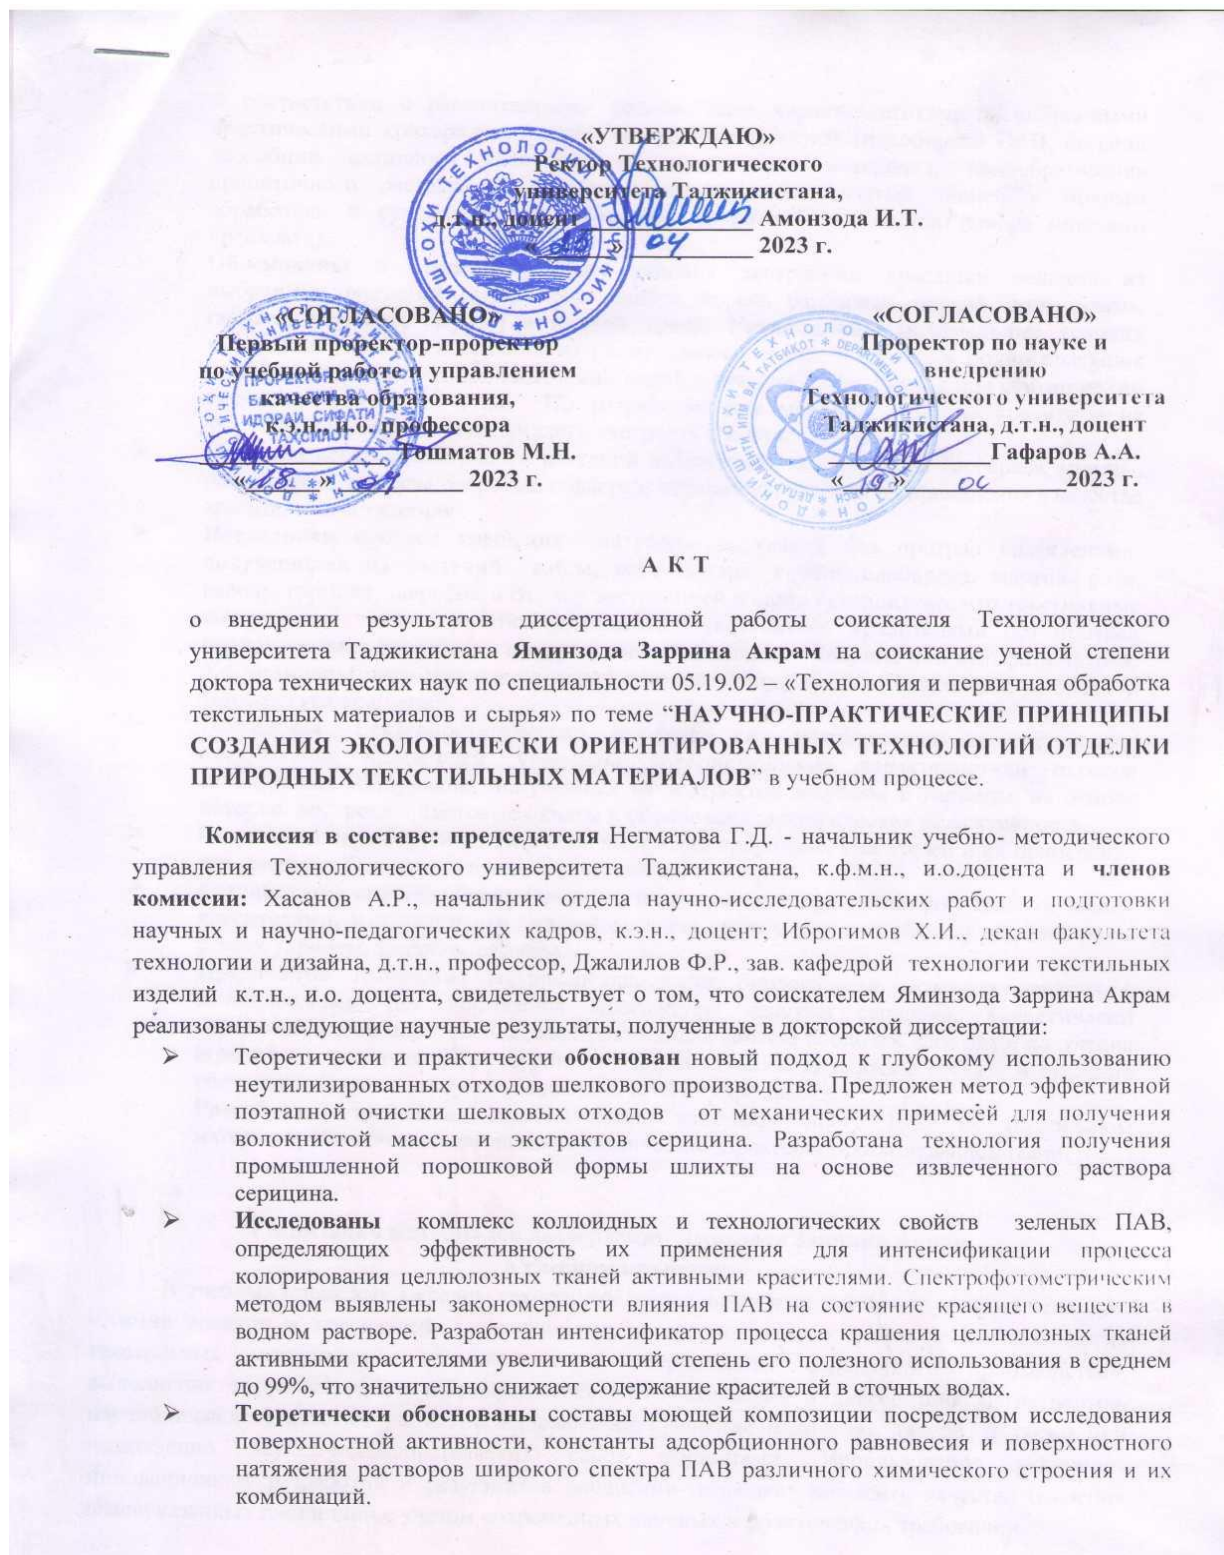 «УТВЕРЖДАЮ»
Ректор Технологического
университета Таджикистана,
д.т.н., доцент ____________ Амонзода И.Т.
« » 04 2023 г.
«СОГЛАСОВАНО»
Первый проректор-проректор
по учебной работе и управлением
качества образования,
к.э.н., и.о. профессора
____________ Тошматов М.Н.
«18» 04 2023 г.
«СОГЛАСОВАНО»
Проректор по науке и
внедрению
Технологического университета
Таджикистана, д.т.н., доцент
____________Гафаров А.А.
«19» 04 2023 г.
А К Т
о внедрении результатов диссертационной работы соискателя Технологического
университета Таджикистана Яминзода Заррина Акрам на соискание ученой степени
доктора технических наук по специальности 05.19.02 – «Технология и первичная обработка
текстильных материалов и сырья» по теме “НАУЧНО-ПРАКТИЧЕСКИЕ ПРИНЦИПЫ
СОЗДАНИЯ ЭКОЛОГИЧЕСКИ ОРИЕНТИРОВАННЫХ ТЕХНОЛОГИЙ ОТДЕЛКИ
ПРИРОДНЫХ ТЕКСТИЛЬНЫХ МАТЕРИАЛОВ” в учебном процессе.
Комиссия в составе: председателя Негматова Г.Д. - начальник учебно- методического
управления Технологического университета Таджикистана, к.ф.м.н., и.о.доцента и членов
комиссии: Хасанов А.Р., начальник отдела научно-исследовательских работ и подготовки
научных и научно-педагогических кадров, к.э.н., доцент; Иброгимов Х.И., декан факультета
технологии и дизайна, д.т.н., профессор, Джалилов Ф.Р., зав. кафедрой технологии текстильных
изделий к.т.н., и.о. доцента, свидетельствует о том, что соискателем Яминзода Заррина Акрам
реализованы следующие научные результаты, полученные в докторской диссертации:
➢ Теоретически и практически обоснован новый подход к глубокому использованию
неутилизированных отходов шелкового производства. Предложен метод эффективной
поэтапной очистки шелковых отходов от механических примесей для получения
волокнистой массы и экстрактов серицина. Разработана технология получения
промышленной порошковой формы шлихты на основе извлеченного раствора
серицина.
➢ Исследованы комплекс коллоидных и технологических свойств зеленых ПАВ,
определяющих эффективность их применения для интенсификации процесса
колорирования целлюлозных тканей активными красителями. Спектрофотометрическим
методом выявлены закономерности влияния ПАВ на состояние красящего вещества в
водном растворе. Разработан интенсификатор процесса крашения целлюлозных тканей
активными красителями увеличивающий степень его полезного использования в среднем
до 99%, что значительно снижает содержание красителей в сточных водах.
➢ Теоретически обоснованы составы моющей композиции посредством исследования
поверхностной активности, константы адсорбционного равновесия и поверхностного
натяжения растворов широкого спектра ПАВ различного химического строения и их
комбинаций.